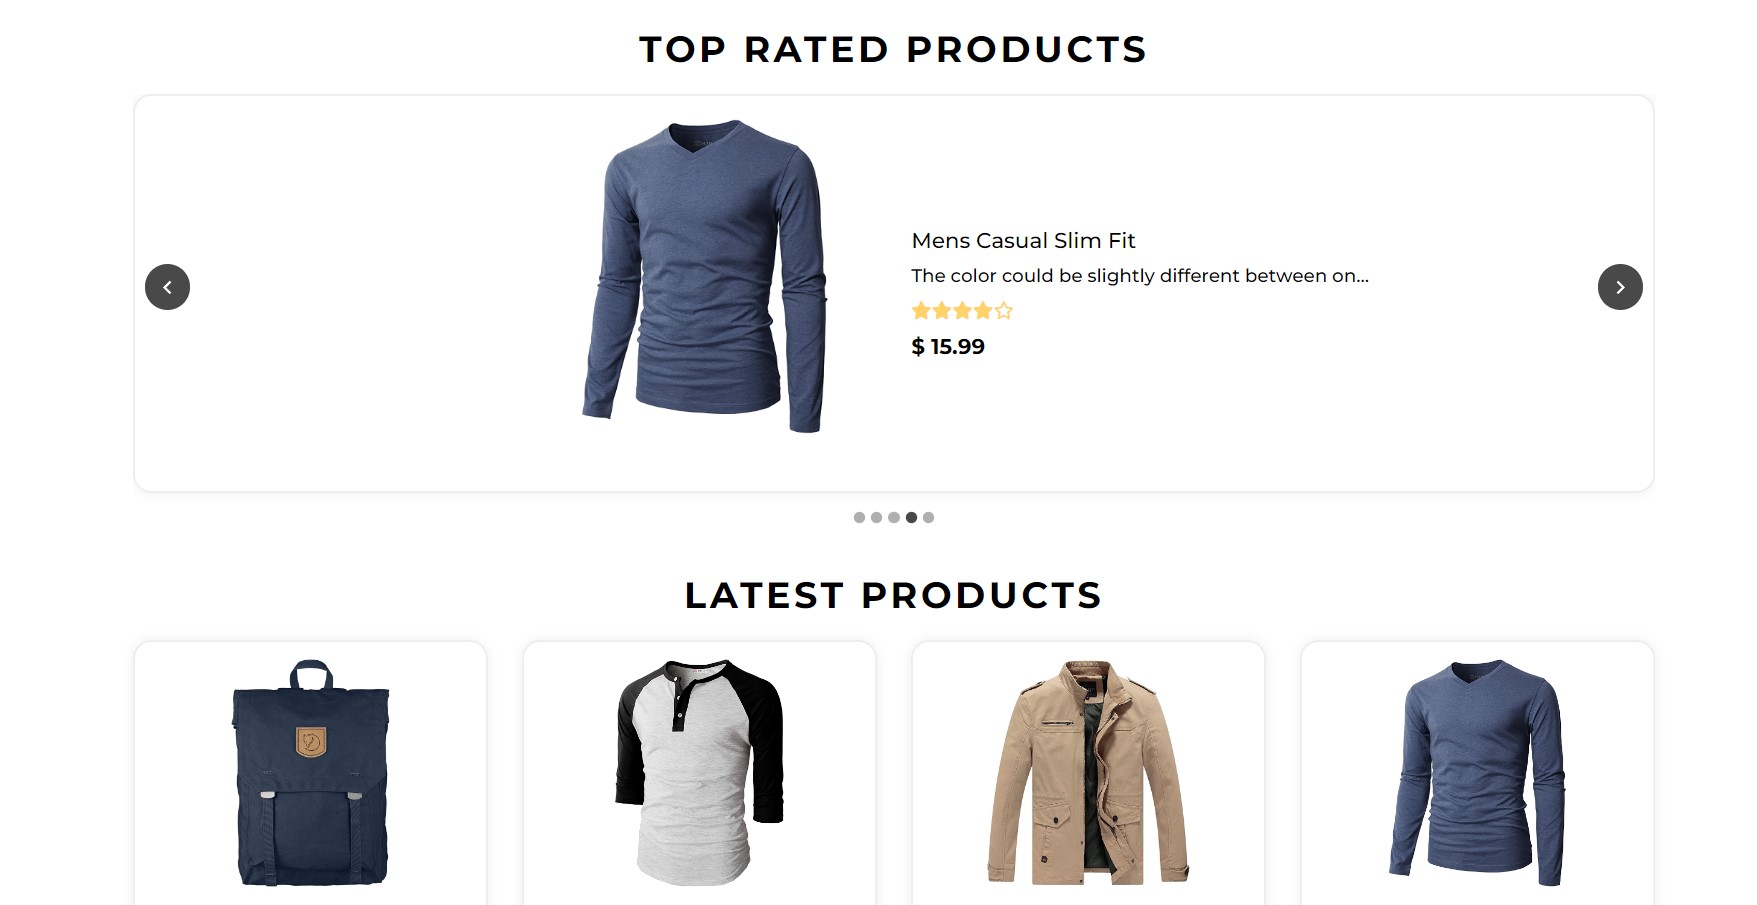 TOP RATED PRODUCTS
Mens Casual Slim Fit
The color could be slightly different between on...
$ 15.99
LATEST PRODUCTS